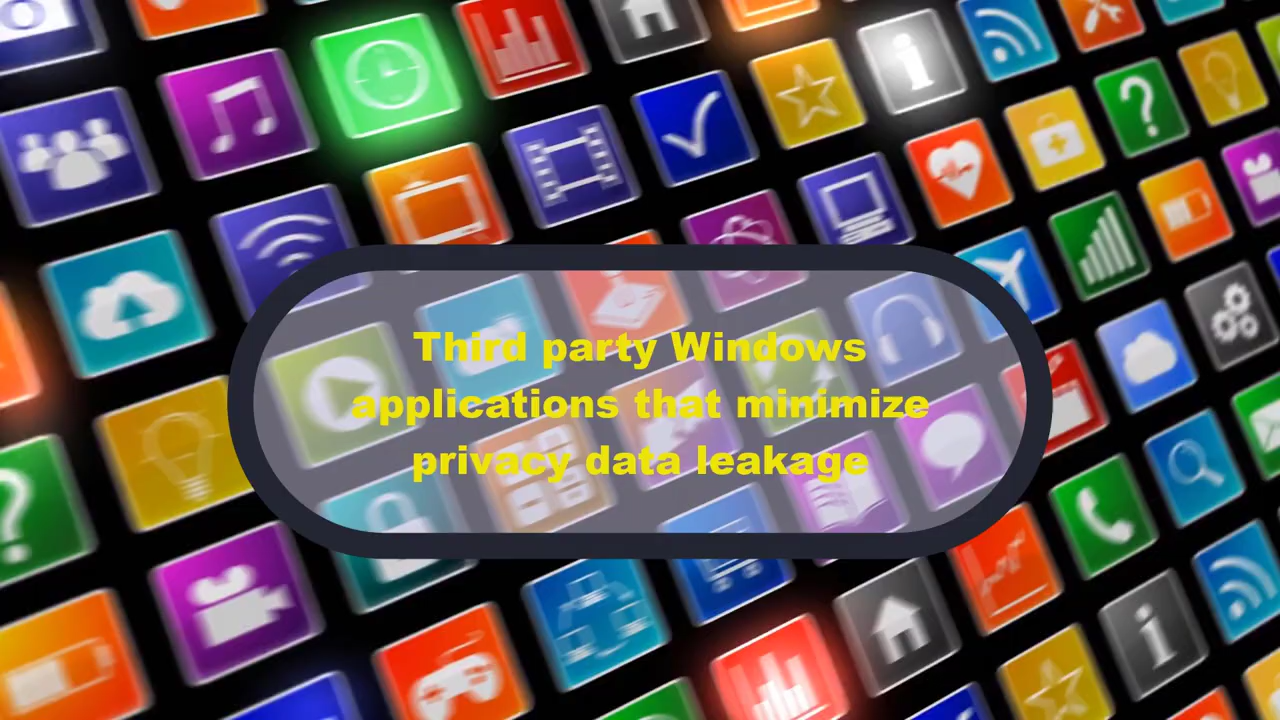 Third party Windows
applications that minimize
privacy data leakage